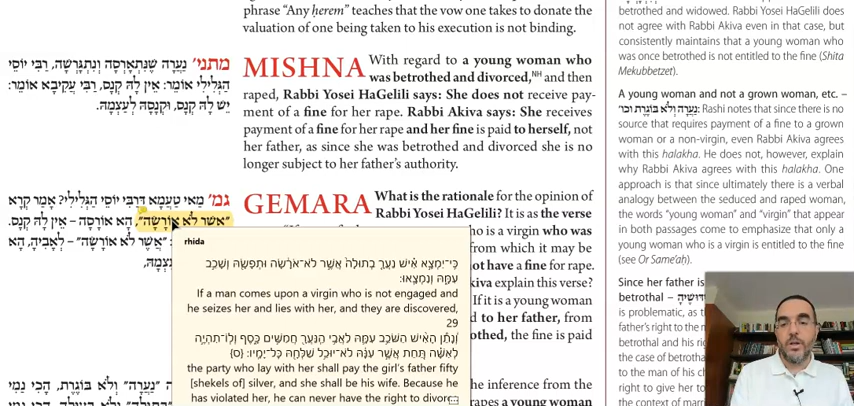 phrase “Any ḥerem” teaches that the vow one takes to donate the
valuation of one being taken to his execution is not binding.
מתני׳ נַעֲרָה שֶׁנִּתְאָרְסָה וְנִתְגָּרְשָׁה, רַבִּי יוֹסֵי
הַגְּלִילִי אוֹמֵר: אֵין לָהּ קְנָס, רַבִּי עֲקִיבָא אוֹמֵר:
יֵשׁ לָהּ קְנָס, וּקְנָסָהּ לְעַצְמָהּ.
MISHNA With regard to a young woman who
was betrothed and divorced,NH and then
raped, Rabbi Yosei HaGelili says: She does not receive pay-
ment of a fine for her rape. Rabbi Akiva says: She receives
payment of a fine for her rape and her fine is paid to herself, not
her father, as since she was betrothed and divorced she is no
longer subject to her father’s authority.
גמ׳ מַאי טַעְמָא דְּרַבִּי יוֹסֵי הַגְּלִילִי? אָמַר קְרָא
״אֲשֶׁר לֹא אוֹרָשָׂה״, הָא אוֹרָסָה – אֵין לָהּ קְנָס.
״אֲשֶׁר לֹא אוֹרָשָׂה״ – לְאָבִיהָ, הָא
GEMARA What is the rationale for the opinion of
Rabbi Yosei HaGelili? It is as the verse
ho is a virgin who was
from which it may be
not have a fine for rape.
kiva explain this verse?
If it is a young woman
d to her father, from
othed, the fine is paid
he inference from the
rapes a young woman
rhida
כִּי־יִמְצָא אִישׁ נַעֲרָ בְתוּלָה אֲשֶׁר לֹא־אֹרָשָׂה וּתְפָשָׂהּ וְשָׁכַב
עִמָּהּ וְנִמְצָאוּ׃
If a man comes upon a virgin who is not engaged and
he seizes her and lies with her, and they are discovered,
29
וְנָתַן הָאִישׁ הַשֹּׁכֵב עִמָּהּ לַאֲבִי הַנַּעֲרָ חֲמִשִּׁים כָּסֶף וְלוֹ־תִהְיֶה
לְאִשָּׁה תַּחַת אֲשֶׁר עִנָּהּ לֹא־יוּכַל שַׁלְּחָהּ כׇּל־יָמָיו׃ (ס)
the party who lay with her shall pay the girl’s father fifty
[shekels of] silver, and she shall be his wife. Because he
has violated her, he can never have the right to divorce
״נַעֲרָה״ וְלֹא בּוֹגֶרֶת, הָכִי נַמֵי
betrothed and widowed. Rabbi Yosei HaGelili does
not agree with Rabbi Akiva even in that case, but
consistently maintains that a young woman who
was once betrothed is not entitled to the fine (Shita
Mekubbetzet).
A young woman and not a grown woman, etc. –
נַעֲרָה וְלֹא בּוֹגֶרֶת וכו׳: Rashi notes that since there is no
source that requires payment of a fine to a grown
woman or a non-virgin, even Rabbi Akiva agrees
with this halakha. He does not, however, explain
why Rabbi Akiva agrees with this halakha. One
approach is that since ultimately there is a verbal
analogy between the seduced and raped woman,
the words “young woman” and “virgin” that appear
in both passages come to emphasize that only a
young woman who is a virgin is entitled to the fine
(see Or Same’aḥ).
Since her father is
betrothal –
is problematic, as t
father’s right to the m
betrothal and his rig
the case of betrotha
to the man of his ch
right to give her to